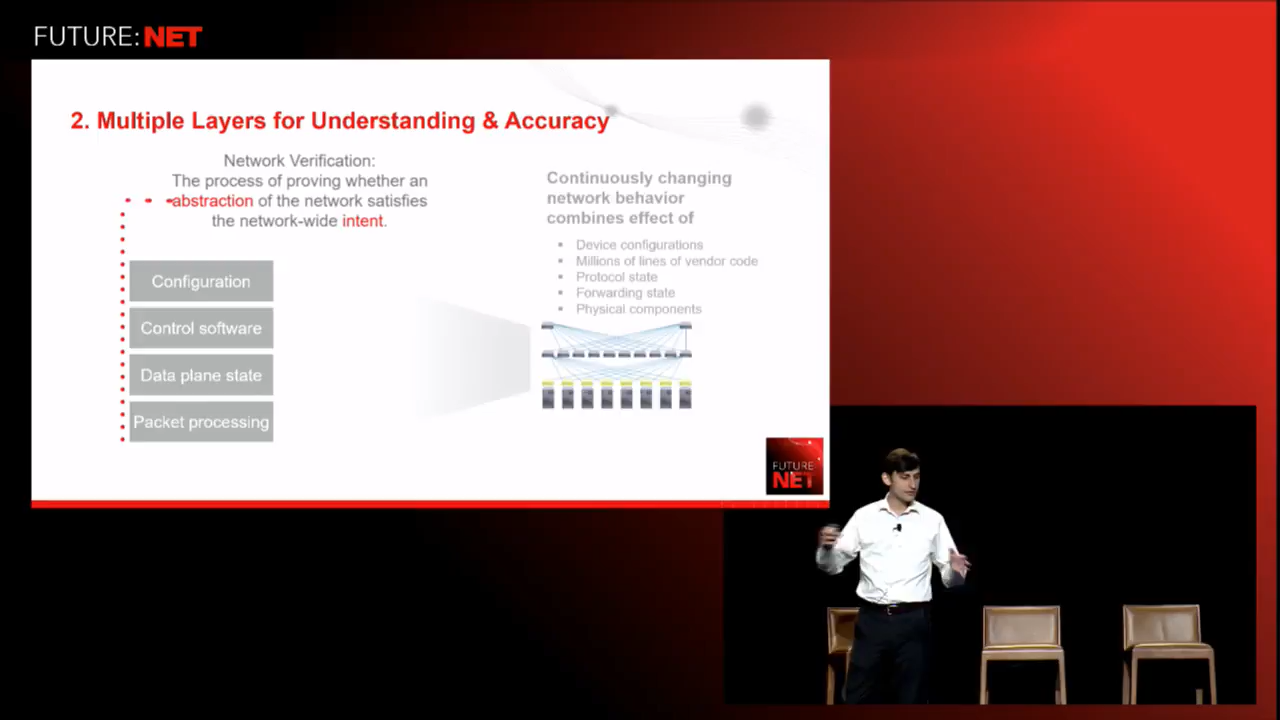 FUTURE:NET
2. Multiple Layers for Understanding & Accuracy
Network Verification:
The process of proving whether an
abstraction of the network satisfies
the network-wide intent.
Configuration
Control software
Data plane state
Packet processing
Continuously changing
network behavior
combines effect of
▪ Device configurations
▪ Millions of lines of vendor code
▪ Protocol state
▪ Forwarding state
▪ Physical components
FUTURE
NET